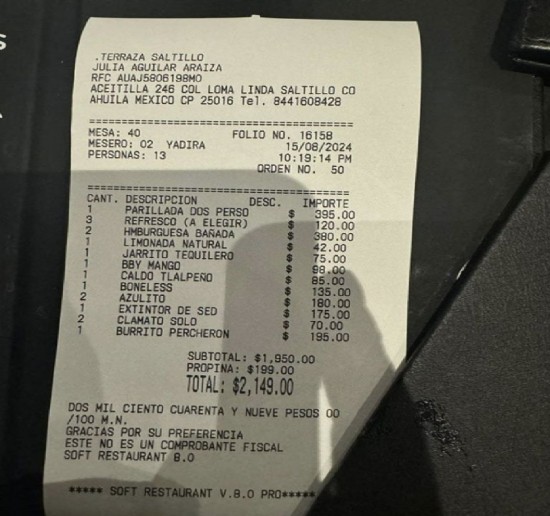 .TERRAZA SALTILLO
JULIA AGUILAR ARAIZA
RFC AUAJ5806198M0
ACEITILLA 246 COL LOMA LINDA SALTILLO CO
AHUILA MEXICO CP 25016 Tel. 8441608428
==========================================
MESA: 40 FOLIO NO. 16158
MESERO: 02 YADIRA 15/08/2024
PERSONAS: 13 10:19:14 PM
ORDEN NO. 50
==========================================
CANT. DESCRIPCION DESC. IMPORTE
1 PARILLADA DOS PERSO $ 395.00
3 REFRESCO (A ELEGIR) $ 120.00
2 HMBURGUESA BAÑADA $ 380.00
1 LIMONADA NATURAL $ 42.00
1 JARRITO TEQUILERO $ 75.00
1 BBY MANGO $ 98.00
1 CALDO TLALPEÑO $ 85.00
1 BONELESS $ 135.00
2 AZULITO $ 180.00
1 EXTINTOR DE SED $ 175.00
2 CLAMATO SOLO $ 70.00
1 BURRITO PERCHERON $ 195.00
SUBTOTAL: $1,950.00
PROPINA: $199.00
TOTAL: $2,149.00
DOS MIL CIENTO CUARENTA Y NUEVE PESOS 00
/100 M.N.
GRACIAS POR SU PREFERENCIA
ESTE NO ES UN COMPROBANTE FISCAL
SOFT RESTAURANT 8.0
***** SOFT RESTAURANT V.8.0 PRO*****